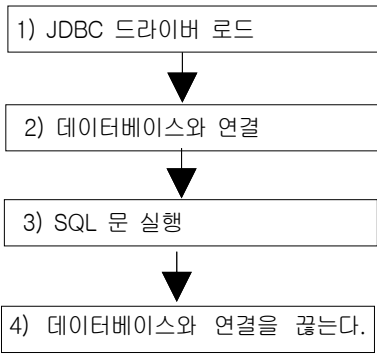 1) JDBC 드라이버 로드
2) 데이터베이스와 연결
3) SQL 문 실행
4) 데이터베이스와 연결을 끊는다.